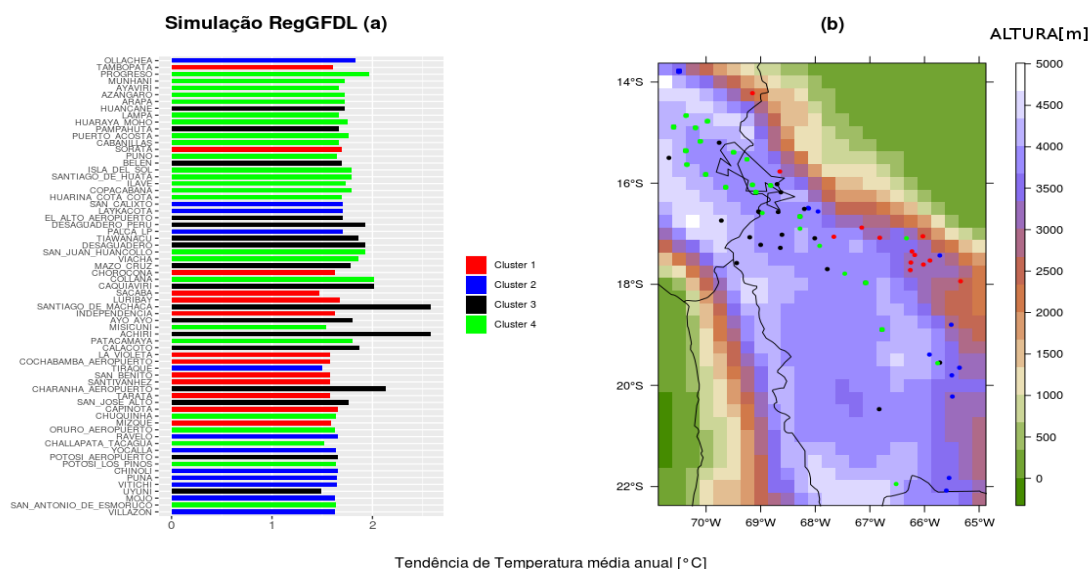 Simulação RegGFDL (a)
(b)
ALTURA[m]
OLLACHEA
TAMBOPATA
PROGRESO
MUNHANI
AYAVIRI
AZANGARO
ARAPA
HUANCANE
LAMPA
HUARAYA_MOHO
PAMPAHUTA
PUERTO_ACOSTA
CABANILLAS
SORATA
PUNO
BELEN
ISLA_DEL_SOL
SANTIAGO_DE_HUATA
ILAVE
COPACABANA
HUARINA_COTA_COTA
SAN_CALIXTO
LAYKACOTA
EL_ALTO_AEROPUERTO
DESAGUADERO_PERU
PALCA_LP
TIAWANACU
DESAGUADERO
SAN_JUAN_HUANCOLLO
VIACHA
MAZO_CRUZ
CHOROCONA
COLLANA
CAQUIAVIRI
SACABA
LURIBAY
SANTIAGO_DE_MACHACA
INDEPENDENCIA
AYO_AYO
MISICUNI
ACHIRI
PATACAMAYA
CALACOTO
LA_VIOLETA
COCHABAMBA_AEROPUERTO
TIRAQUE
SAN_BENITO
SANTIVANHEZ
CHARANHA_AEROPUERTO
TARATA
SAN_JOSE_ALTO
CAPINOTA
CHUQUINHA
MIZQUE
ORURO_AEROPUERTO
RAVELO
CHALLAPATA_TACAGUA
YOCALLA
POTOSI_AEROPUERTO
POTOSI_LOS_PINOS
CHINOLI
PUNA
VITICHI
UYUNI
MOJO
SAN_ANTONIO_DE_ESMORUCO
VILLAZON
0 1 2
Cluster 1
Cluster 2
Cluster 3
Cluster 4
14°S
16°S
18°S
20°S
22°S
70°W 69°W 68°W 67°W 66°W 65°W
5000
4500
4000
3500
3000
2500
2000
1500
1000
500
0
Tendência de Temperatura média anual [°C]